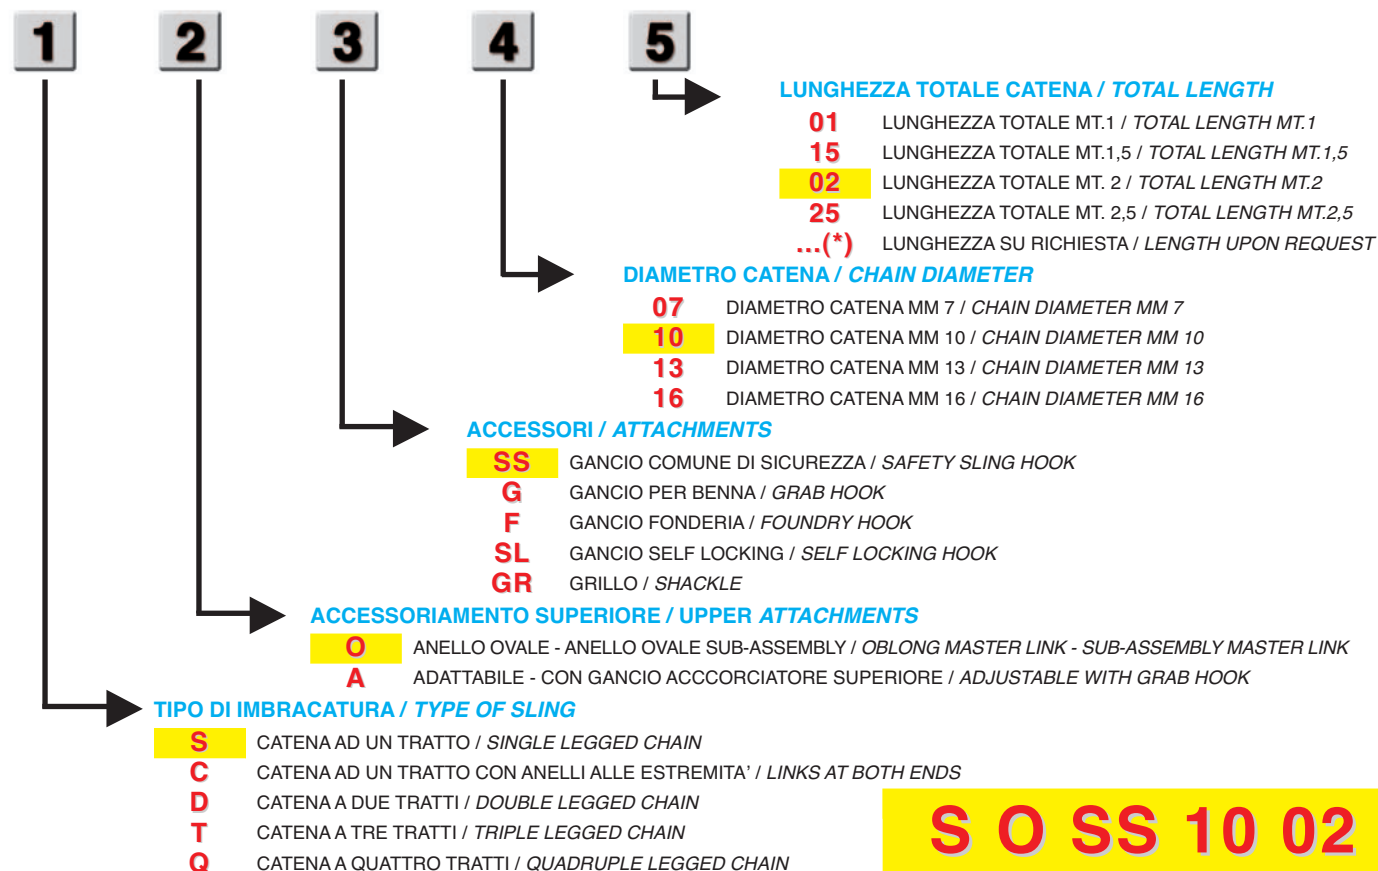 1 2 3 4 5
LUNGHEZZA TOTALE CATENA / TOTAL LENGTH
01 LUNGHEZZA TOTALE MT.1 / TOTAL LENGTH MT.1
15 LUNGHEZZA TOTALE MT.1,5 / TOTAL LENGTH MT.1,5
02 LUNGHEZZA TOTALE MT. 2 / TOTAL LENGTH MT.2
25 LUNGHEZZA TOTALE MT. 2,5 / TOTAL LENGTH MT.2,5
...(*) LUNGHEZZA SU RICHIESTA / LENGTH UPON REQUEST
DIAMETRO CATENA / CHAIN DIAMETER
07 DIAMETRO CATENA MM 7 / CHAIN DIAMETER MM 7
10 DIAMETRO CATENA MM 10 / CHAIN DIAMETER MM 10
13 DIAMETRO CATENA MM 13 / CHAIN DIAMETER MM 13
16 DIAMETRO CATENA MM 16 / CHAIN DIAMETER MM 16
ACCESSORI / ATTACHMENTS
SS GANCIO COMUNE DI SICUREZZA / SAFETY SLING HOOK
G GANCIO PER BENNA / GRAB HOOK
F GANCIO FONDERIA / FOUNDRY HOOK
SL GANCIO SELF LOCKING / SELF LOCKING HOOK
GR GRILLO / SHACKLE
ACCESSORIAMENTO SUPERIORE / UPPER ATTACHMENTS
O ANELLO OVALE - ANELLO OVALE SUB-ASSEMBLY / OBLONG MASTER LINK - SUB-ASSEMBLY MASTER LINK
A ADATTABILE - CON GANCIO ACCCORCIATORE SUPERIORE / ADJUSTABLE WITH GRAB HOOK
TIPO DI IMBRACATURA / TYPE OF SLING
S CATENA AD UN TRATTO / SINGLE LEGGED CHAIN
C CATENA AD UN TRATTO CON ANELLI ALLE ESTREMITA' / LINKS AT BOTH ENDS
D CATENA A DUE TRATTI / DOUBLE LEGGED CHAIN
T CATENA A TRE TRATTI / TRIPLE LEGGED CHAIN
Q CATENA A QUATTRO TRATTI / QUADRUPLE LEGGED CHAIN
S O SS 10 02